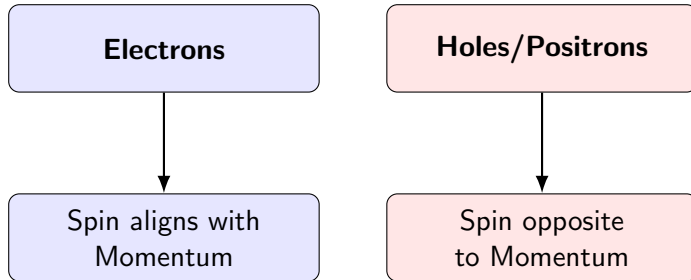 Electrons
Holes/Positrons
Spin aligns with
Momentum
Spin opposite
to Momentum